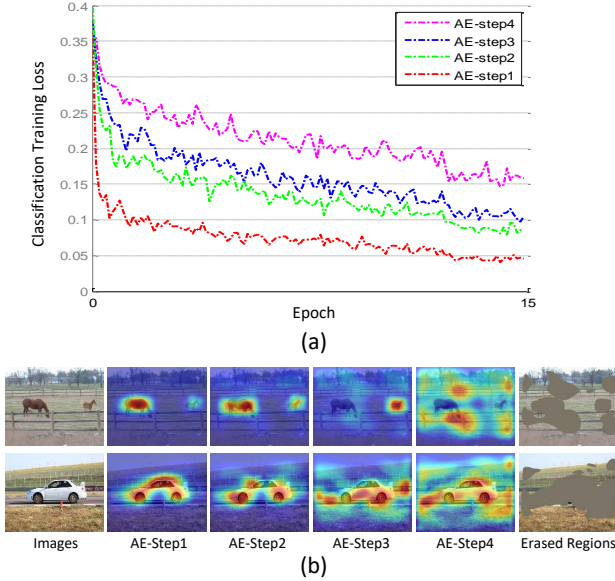 0.4
0.35
0.3
0.25
0.2
0.15
0.1
0.05
0
Classification Training Loss
AE-step4
AE-step3
AE-step2
AE-step1
0
15
Epoch
(a)
Images AE-Step1 AE-Step2 AE-Step3 AE-Step4 Erased Regions
(b)